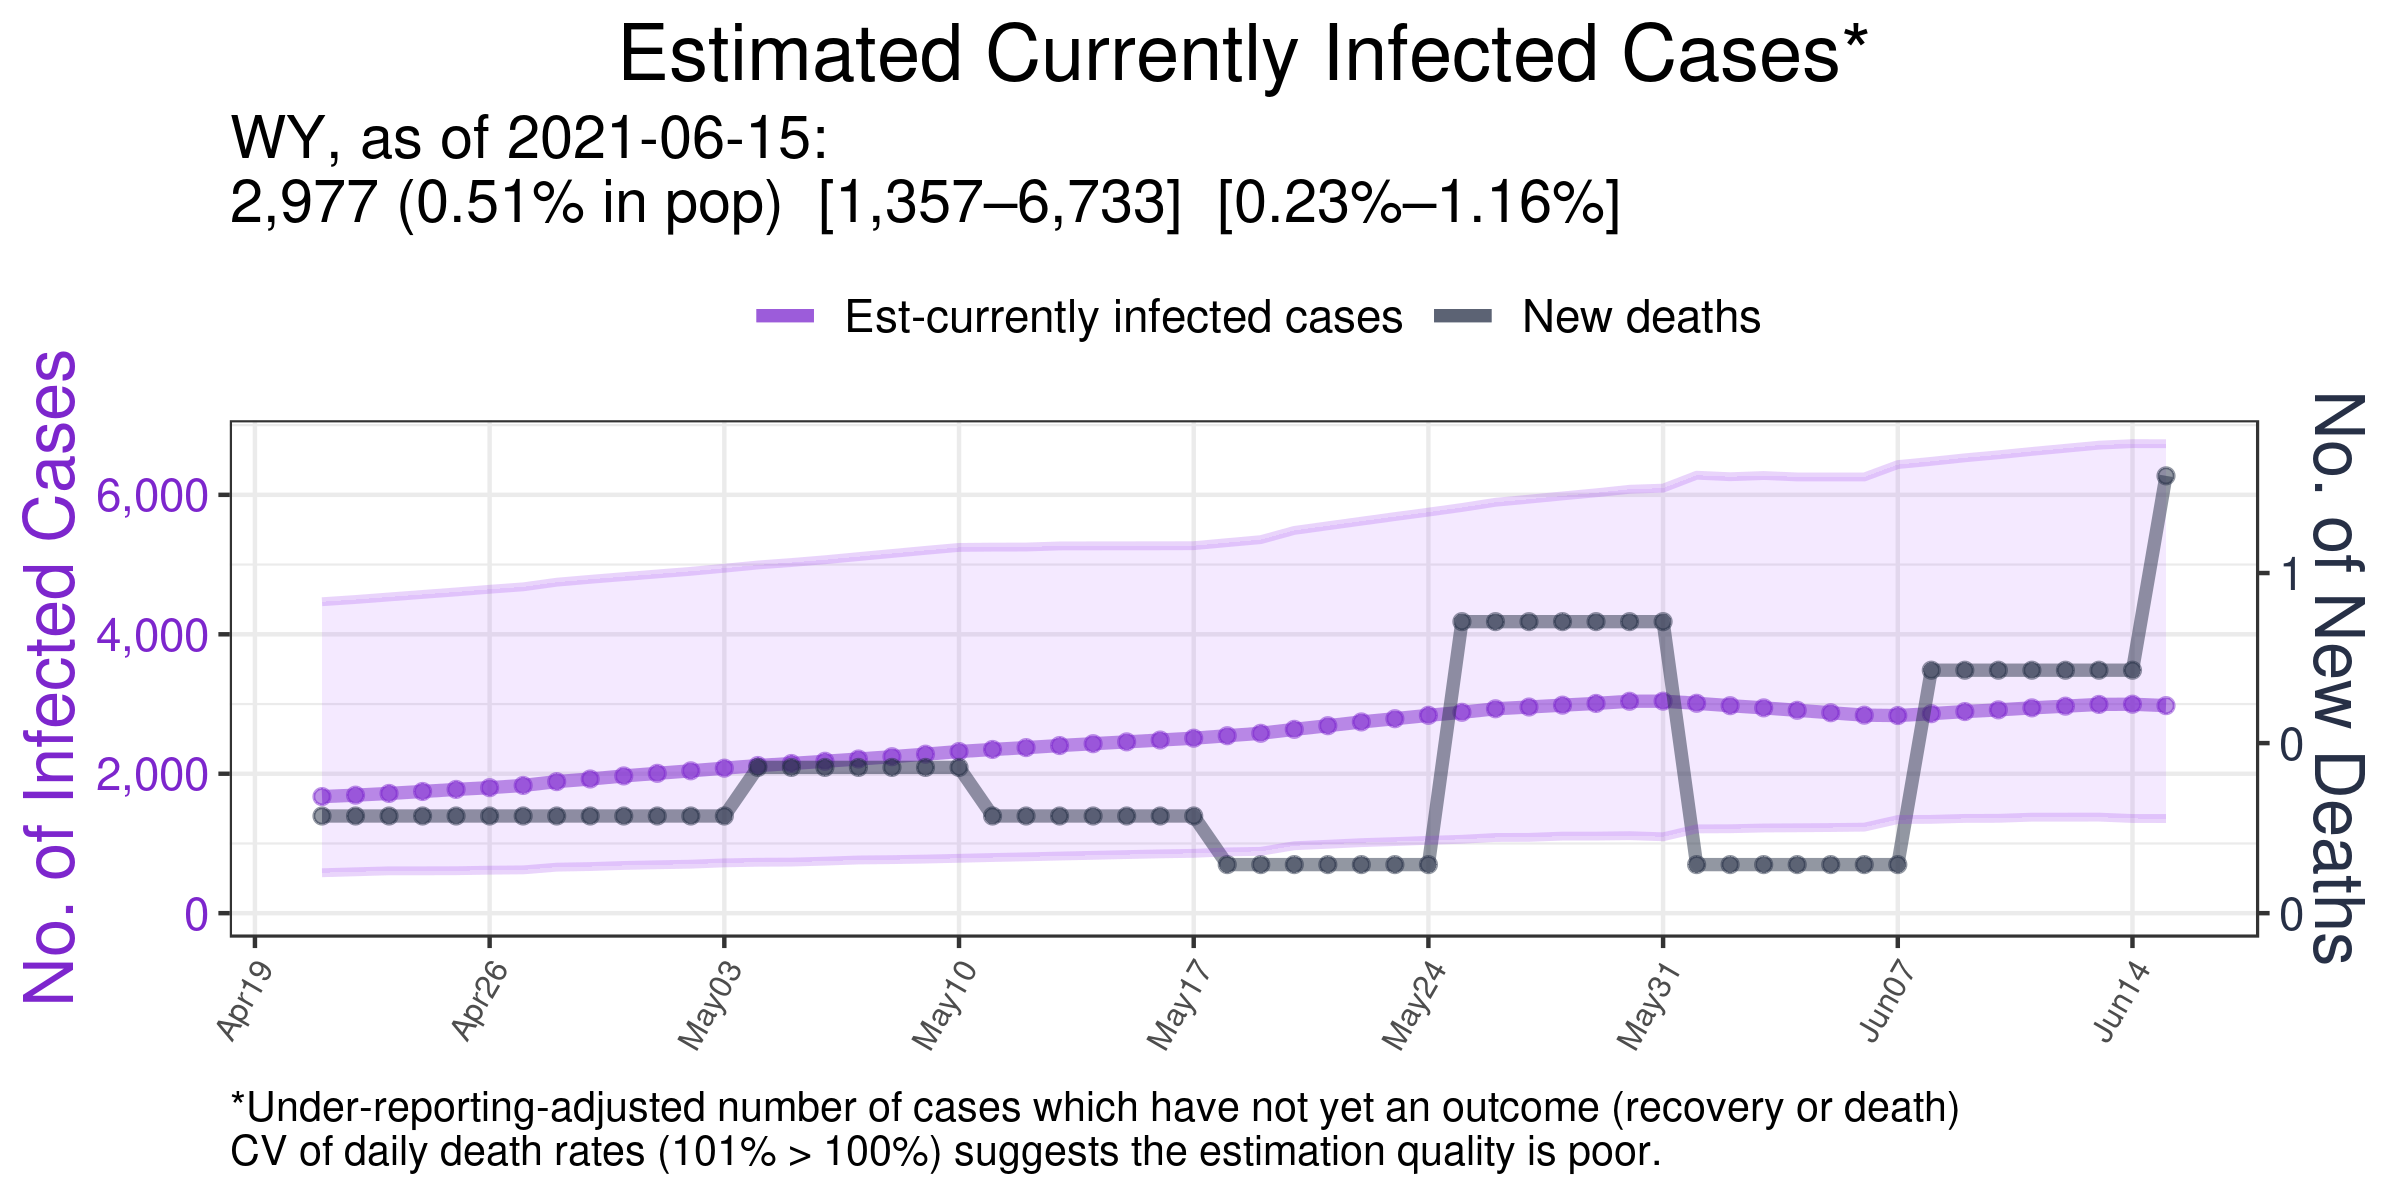 Estimated Currently Infected Cases*
WY, as of 2021-06-15:
2,977 (0.51% in pop)  [1,357–6,733]  [0.23%–1.16%]
Est-currently infected cases
New deaths
No. of Infected Cases
6,000
4,000
2,000
0
No. of New Deaths
1
0
0
Apr19
Apr26
May03
May10
May17
May24
May31
Jun07
Jun14
*Under-reporting-adjusted number of cases which have not yet an outcome (recovery or death)
CV of daily death rates (101% > 100%) suggests the estimation quality is poor.